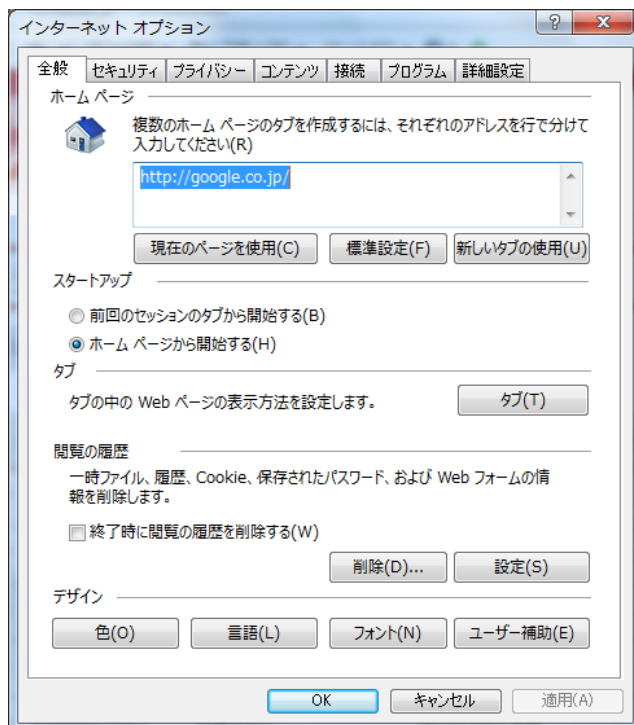 インターネット オプション
全般 セキュリティ プライバシー コンテンツ 接続 プログラム 詳細設定
ホーム ページ
複数のホーム ページのタブを作成するには、それぞれのアドレスを行で分けて
入力してください(R)
http://google.co.jp/
現在のページを使用(C) 標準設定(F) 新しいタブの使用(U)
スタートアップ
前回のセッションのタブから開始する(B)
ホーム ページから開始する(H)
タブ
タブの中の Web ページの表示方法を設定します。 タブ(T)
閲覧の履歴
一時ファイル、履歴、Cookie、保存されたパスワード、および Web フォームの情
報を削除します。
終了時に閲覧の履歴を削除する(W)
削除(D)... 設定(S)
デザイン
色(O) 言語(L) フォント(N) ユーザー補助(E)
OK キャンセル 適用(A)